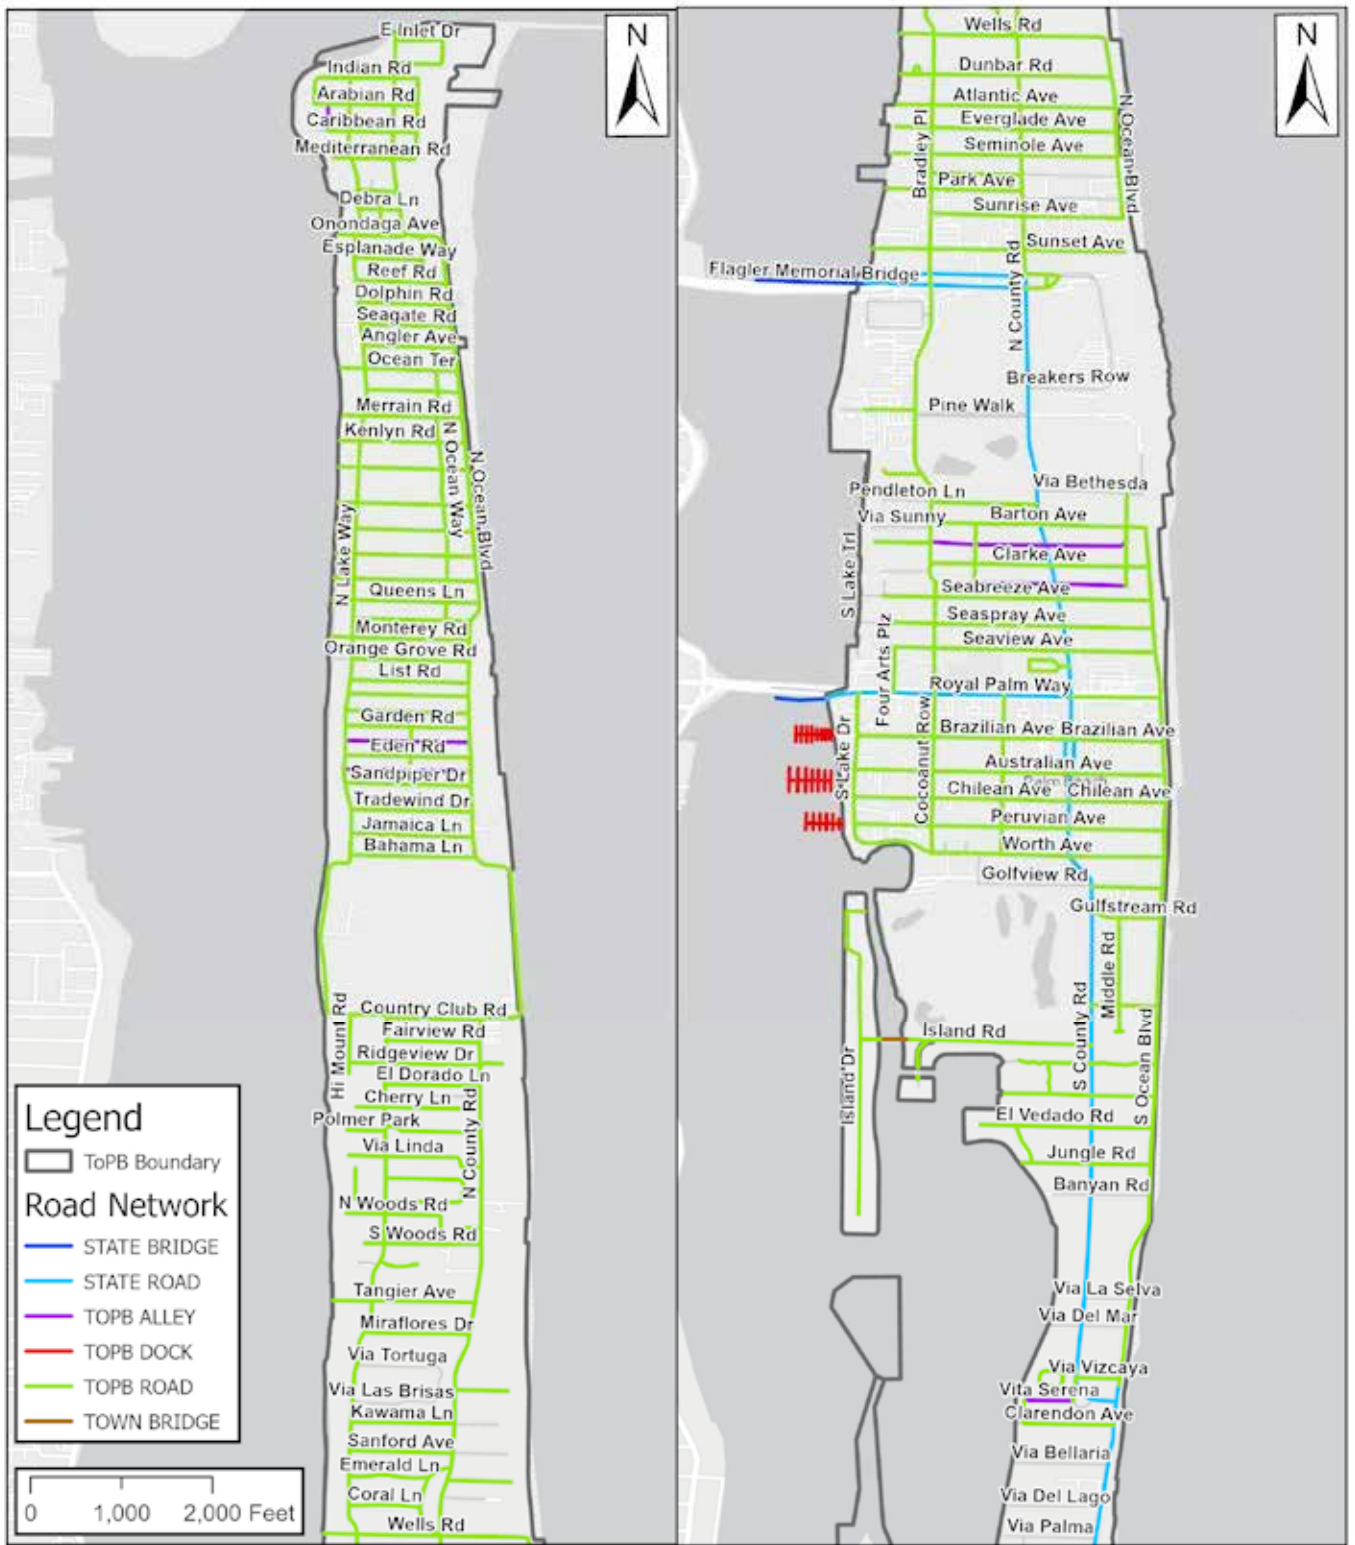 E Inlet Dr
Indian Rd
Arabian Rd
Caribbean Rd
Mediterranean Rd
Debra Ln
Onondaga Ave
Esplanade Way
Reef Rd
Dolphin Rd
Seagate Rd
Angler Ave
Ocean Ter
Merrain Rd
Kenlyn Rd
N Ocean Way
N Ocean Blvd
N Lake Way
Queens Ln
Monterey Rd
Orange Grove Rd
List Rd
Garden Rd
Eden Rd
Sandpiper Dr
Tradewind Dr
Jamaica Ln
Bahama Ln
Hi Mount Rd
Country Club Rd
Fairview Rd
Ridgeview Dr
El Dorado Ln
Cherry Ln
Polmer Park
Via Linda
N County Rd
N Woods Rd
S Woods Rd
Tangier Ave
Miraflores Dr
Via Tortuga
Via Las Brisas
Kawama Ln
Sanford Ave
Emerald Ln
Coral Ln
Wells Rd
N
Legend
ToPB Boundary
Road Network
STATE BRIDGE
STATE ROAD
TOPB ALLEY
TOPB DOCK
TOPB ROAD
TOWN BRIDGE
0 1,000 2,000 Feet
N
Wells Rd
Dunbar Rd
Atlantic Ave
Everglade Ave
Seminole Ave
Bradley Pl
N Ocean Blvd
Park Ave
Sunrise Ave
Sunset Ave
Flagler Memorial Bridge
N County Rd
Breakers Row
Pine Walk
Via Bethesda
Pendleton Ln
Via Sunny
Barton Ave
Clarke Ave
S Lake Trl
Seabreeze Ave
Seaspray Ave
Seaview Ave
Four Arts Plz
Royal Palm Way
Brazilian Ave Brazilian Ave
S Lake Dr
Cocoanut Row
Australian Ave
Palm Beach
Chilean Ave Chilean Ave
Peruvian Ave
Worth Ave
Golfview Rd
Gulfstream Rd
Middle Rd
Island Rd
Island Dr
S County Rd
S Ocean Blvd
El Vedado Rd
Jungle Rd
Banyan Rd
Via La Selva
Via Del Mar
Via Vizcaya
Vita Serena
Clarendon Ave
Via Bellaria
Via Del Lago
Via Palma